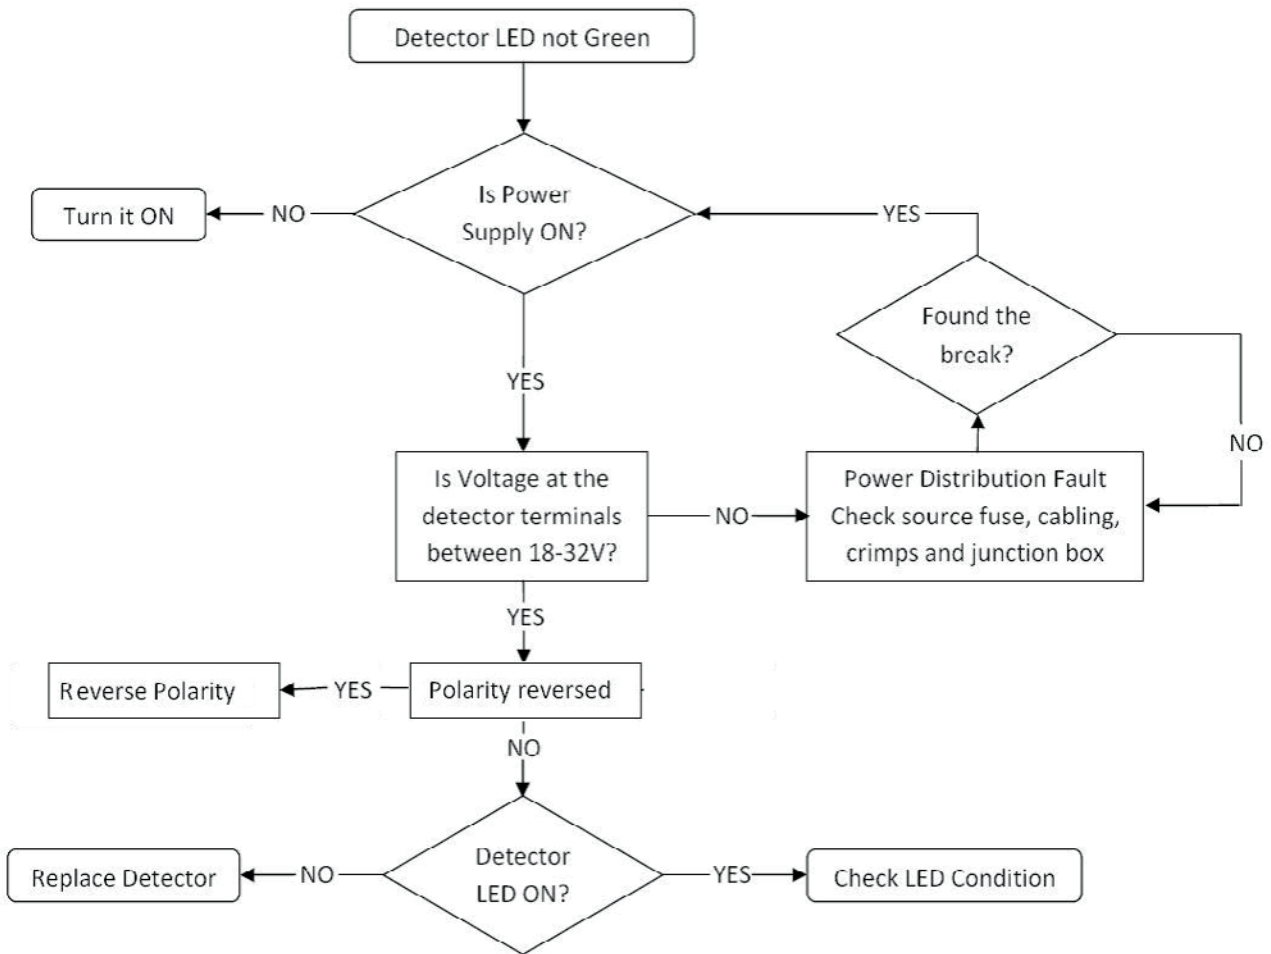 Detector LED not Green
Is Power
Supply ON?
NO
Turn it ON
YES
Found the
break?
NO
YES
Is Voltage at the
detector terminals
between 18-32V?
NO
Power Distribution Fault
Check source fuse, cabling,
crimps and junction box
YES
Polarity reversed
YES
Reverse Polarity
NO
Detector
LED ON?
NO
Replace Detector
YES
Check LED Condition